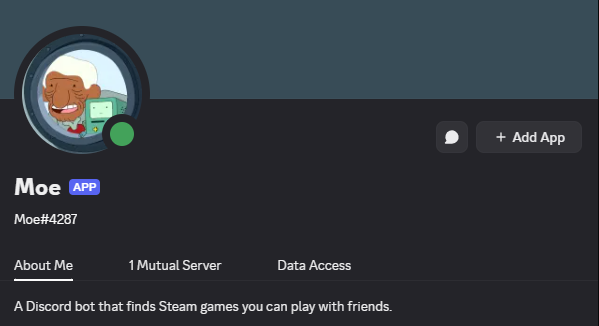 + Add App
Moe APP
Moe#4287
About Me 1 Mutual Server Data Access
A Discord bot that finds Steam games you can play with friends.